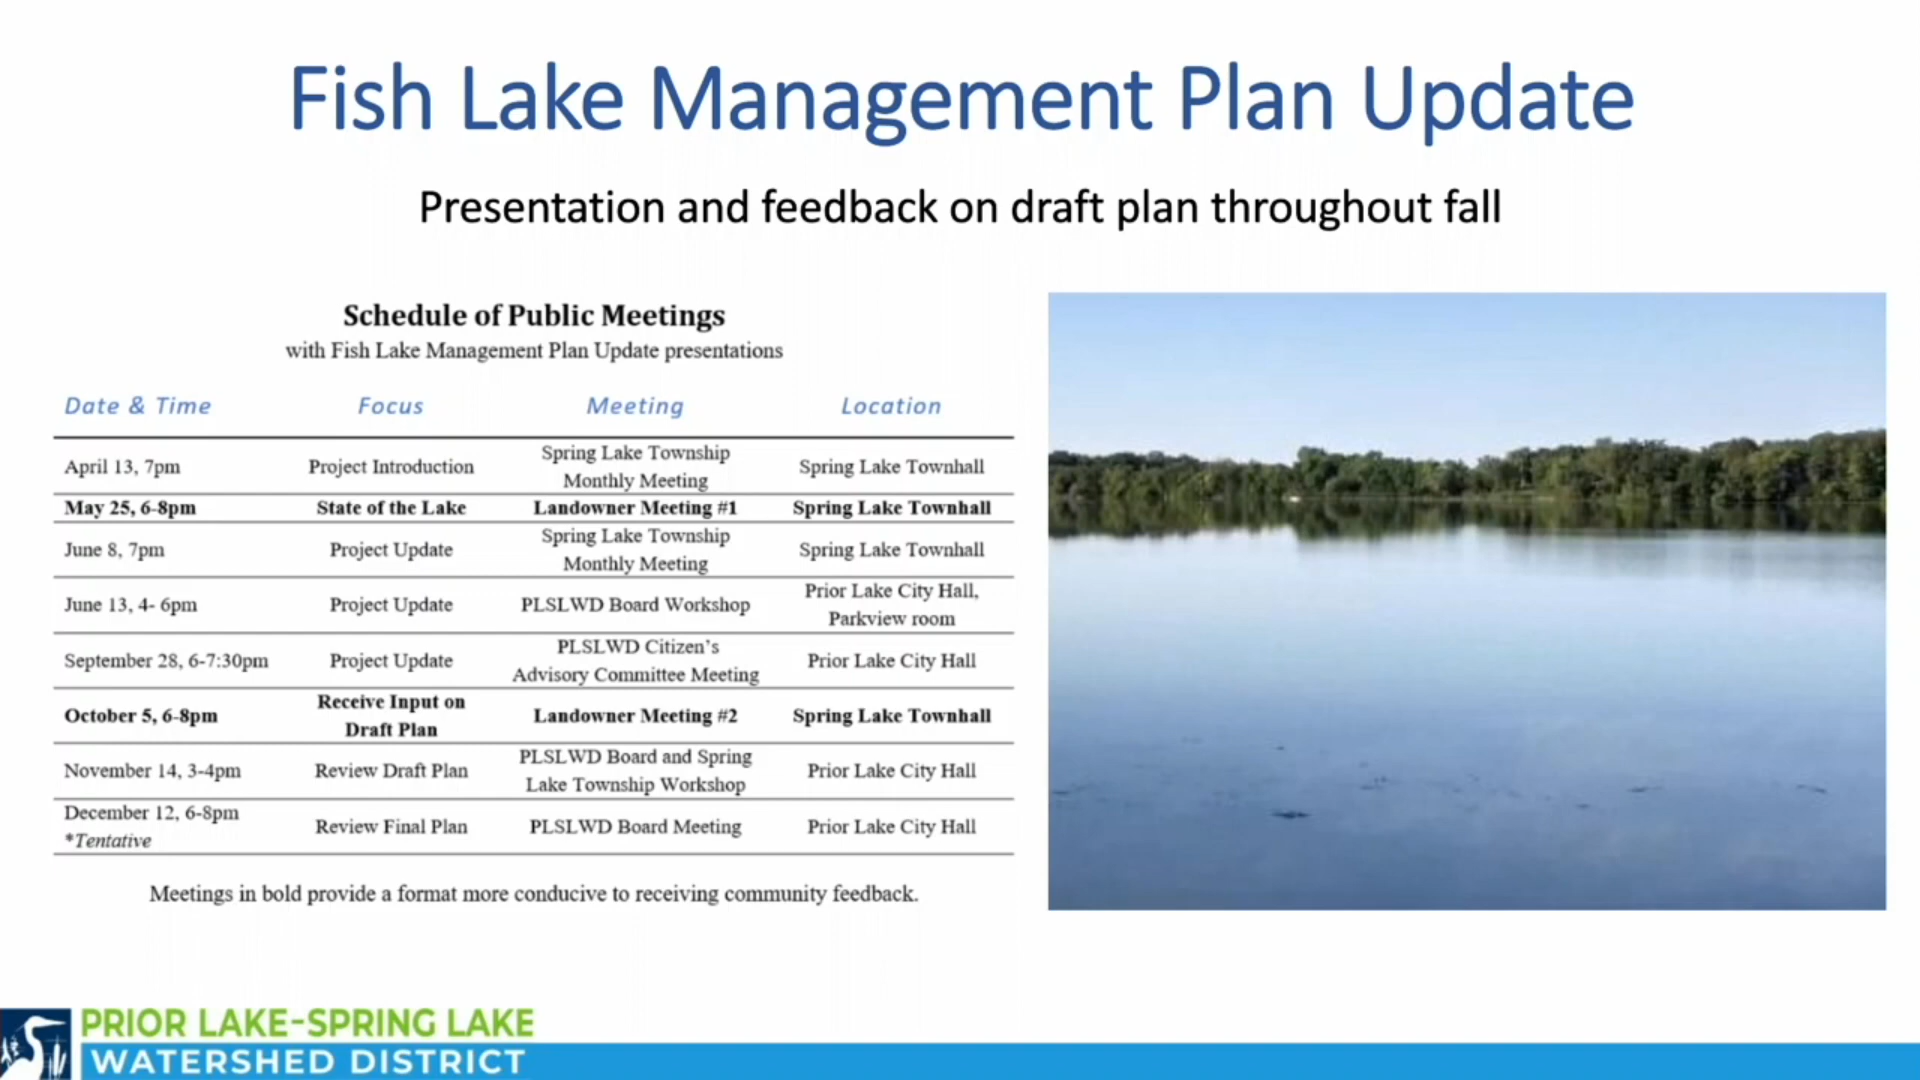 Fish Lake Management Plan Update
Presentation and feedback on draft plan throughout fall
Schedule of Public Meetings
with Fish Lake Management Plan Update presentations
Date & Time Focus Meeting Location
April 13, 7pm Project Introduction Spring Lake Township Monthly Meeting Spring Lake Townhall
May 25, 6-8pm State of the Lake Landowner Meeting #1 Spring Lake Townhall
June 8, 7pm Project Update Spring Lake Township Monthly Meeting Spring Lake Townhall
June 13, 4- 6pm Project Update PLSLWD Board Workshop Prior Lake City Hall, Parkview room
September 28, 6-7:30pm Project Update PLSLWD Citizen's Advisory Committee Meeting Prior Lake City Hall
October 5, 6-8pm Receive Input on Draft Plan Landowner Meeting #2 Spring Lake Townhall
November 14, 3-4pm Review Draft Plan PLSLWD Board and Spring Lake Township Workshop Prior Lake City Hall
December 12, 6-8pm *Tentative Review Final Plan PLSLWD Board Meeting Prior Lake City Hall
Meetings in bold provide a format more conducive to receiving community feedback.
PRIOR LAKE-SPRING LAKE
WATERSHED DISTRICT